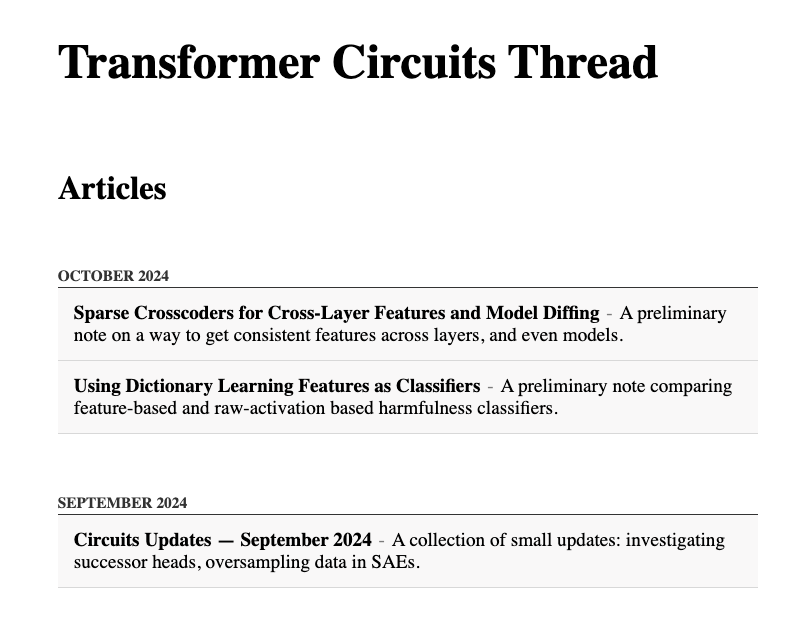 Transformer Circuits Thread
Articles
OCTOBER 2024
Sparse Crosscoders for Cross-Layer Features and Model Diffing - A preliminary
note on a way to get consistent features across layers, and even models.
Using Dictionary Learning Features as Classifiers - A preliminary note comparing
feature-based and raw-activation based harmfulness classifiers.
SEPTEMBER 2024
Circuits Updates — September 2024 - A collection of small updates: investigating
successor heads, oversampling data in SAEs.